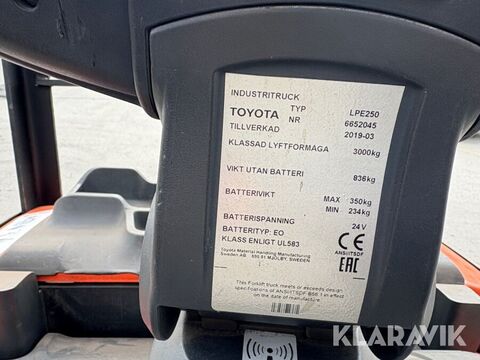 INDUSTRITRUCK
TOYOTA TYP LPE250
NR 6652045
TILLVERKAD 2019-03
KLASSAD LYFTFORMÅGA 3000kg
VIKT UTAN BATTERI 836kg
BATTERIVIKT MAX 350kg
MIN 234kg
BATTERISPÄNNING 24V
BATTERITYP: EO
KLASS ENLIGT UL583
Toyota Material Handling Manufacturing
Sweden AB, 595 81 MJÖLBY, SWEDEN
CE
ANSI/ITSDF
EAC
This Forklift truck meets or exceeds design
specifications of ANSI/ITSDF B56.1 in effect
on the date of manufacture.
KLARAVIK